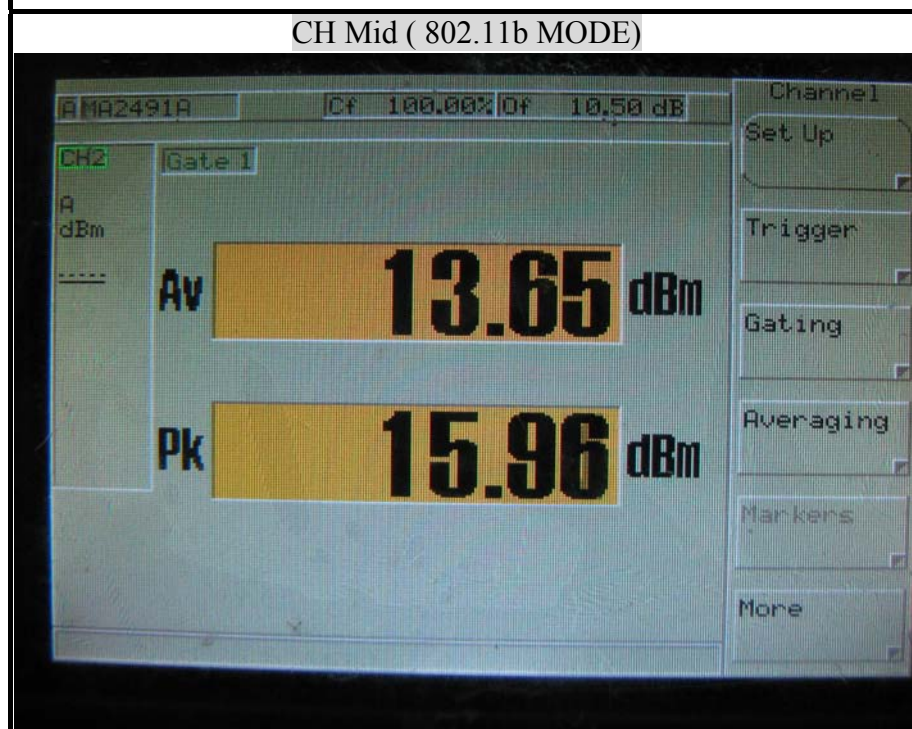 CH Mid ( 802.11b MODE)
A MA2491A Cf 100.00% Of 10.50 dB
Channel
Set Up
CH2
Gate 1
A
dBm
-----
Trigger
Av 13.65 dBm
Gating
Pk 15.96 dBm
Averaging
Markers
More